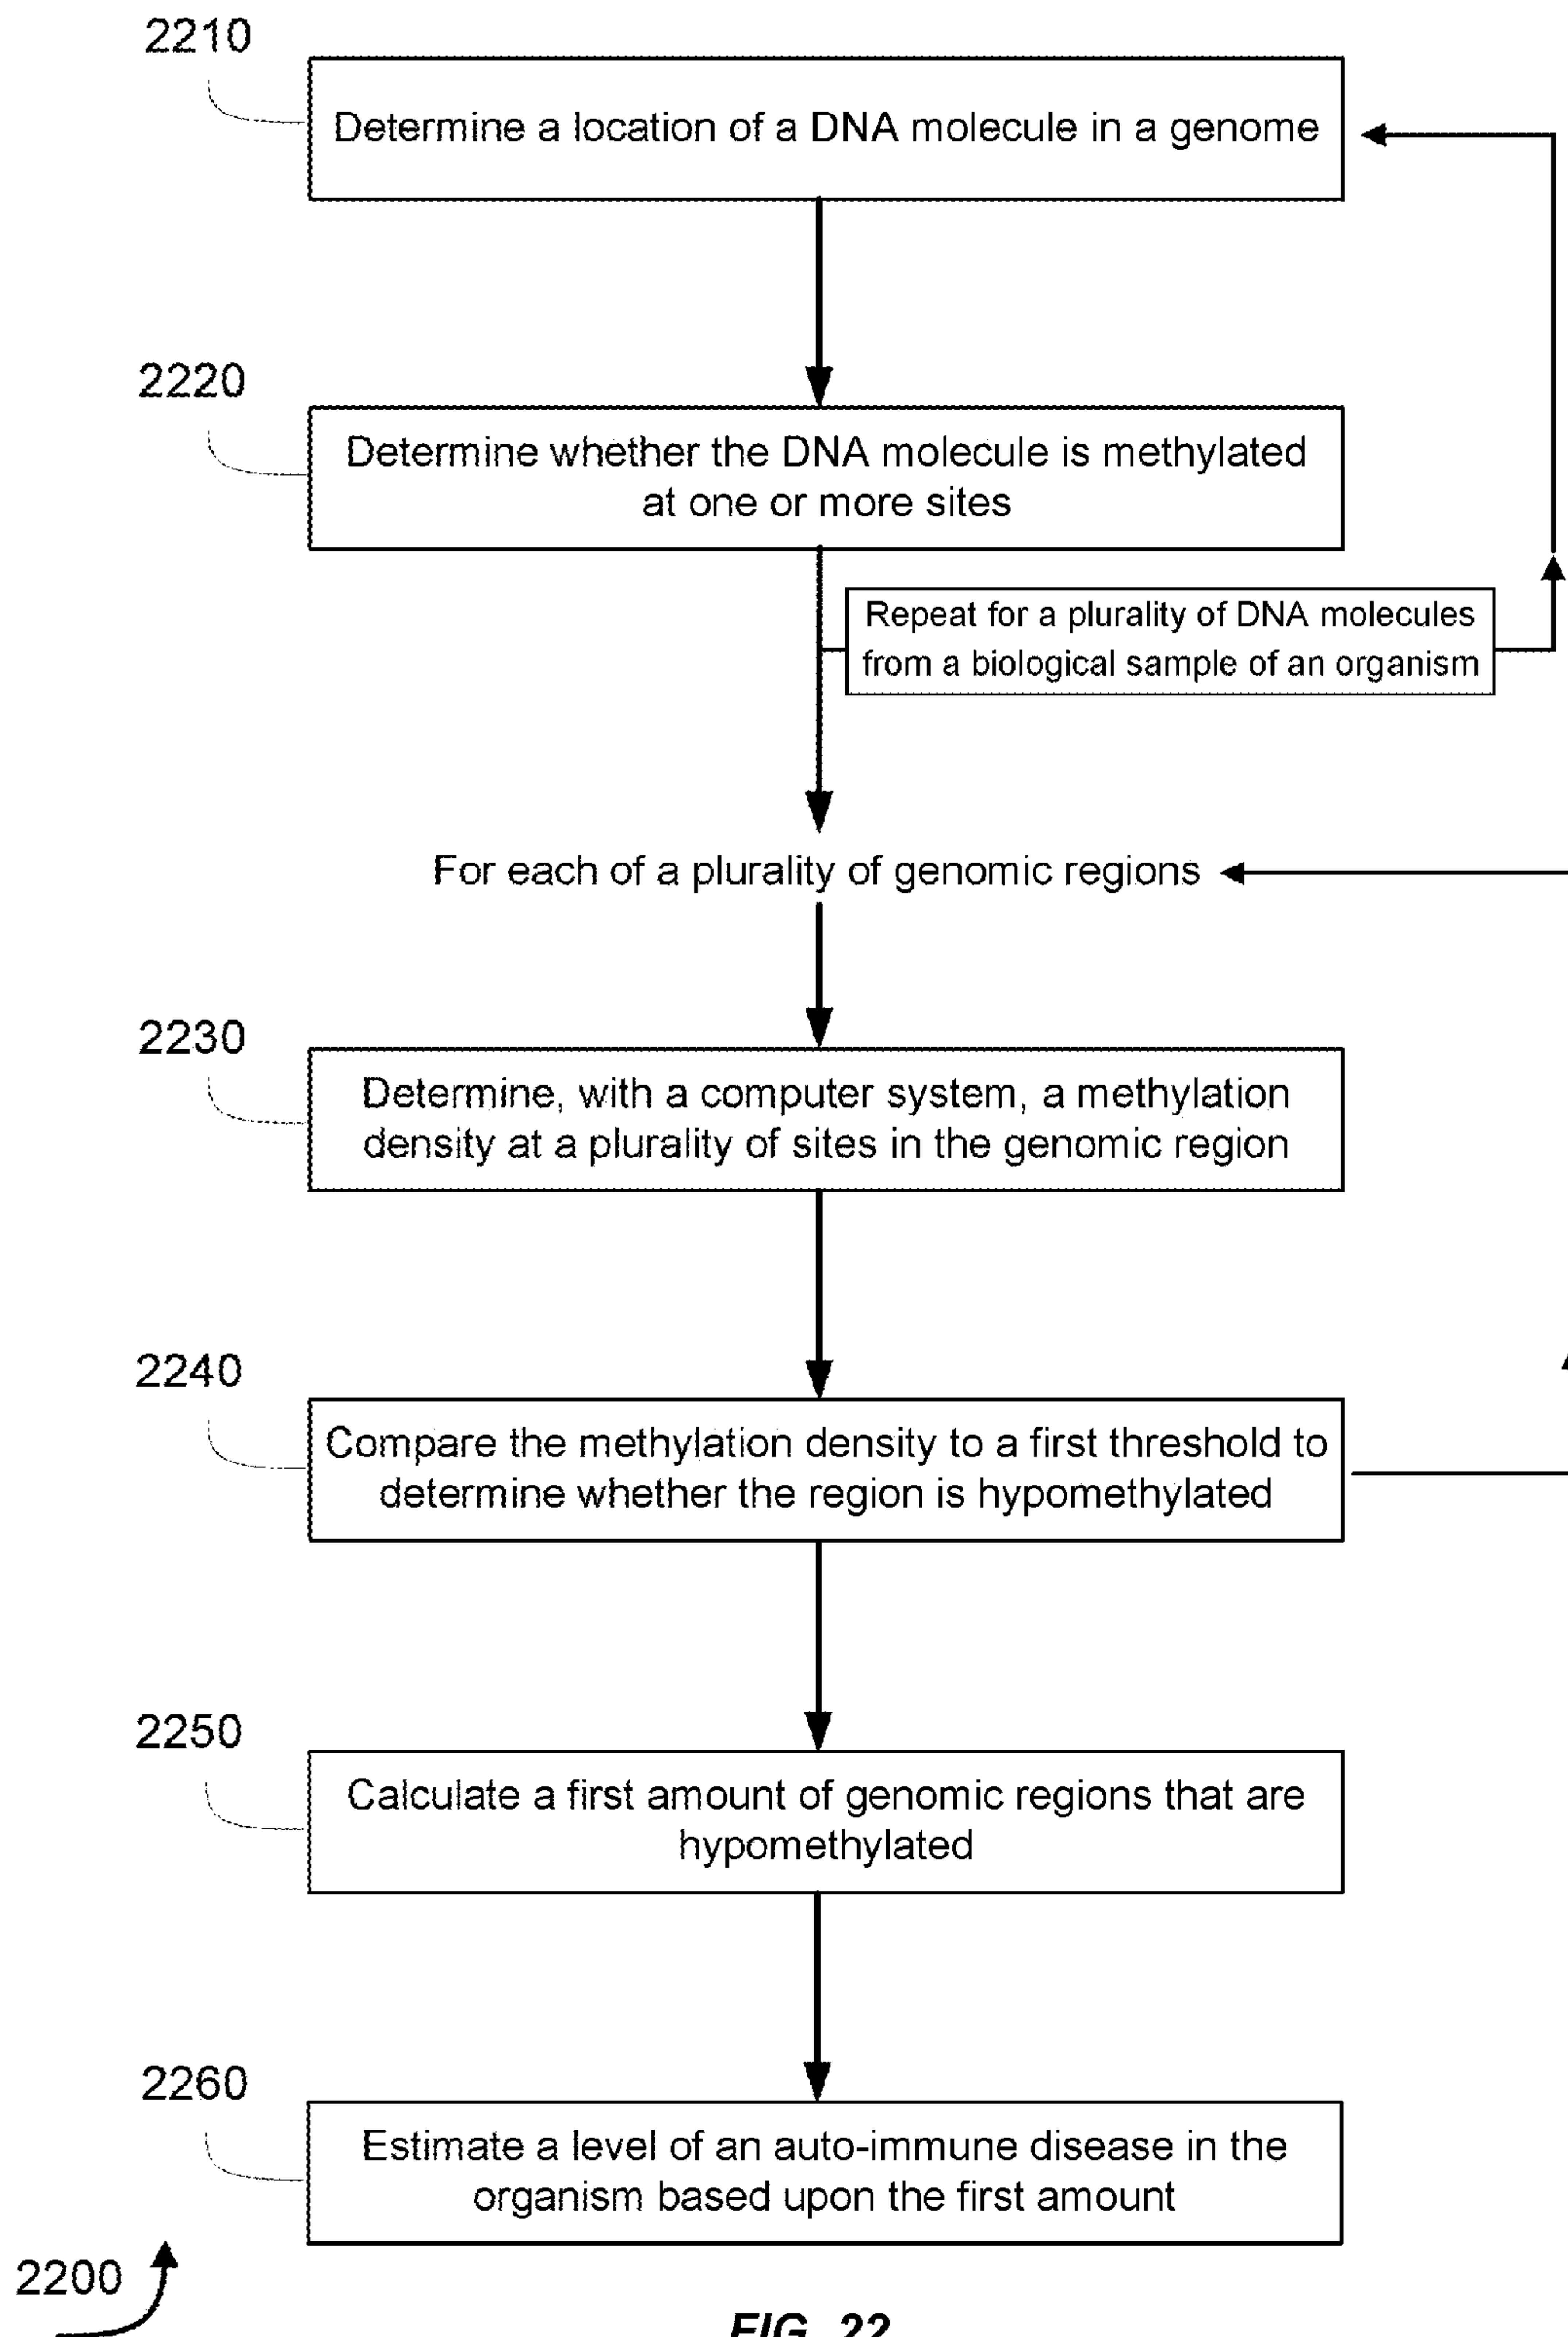 2210
Determine a location of a DNA molecule in a genome
2220
Determine whether the DNA molecule is methylated
at one or more sites
Repeat for a plurality of DNA molecules
from a biological sample of an organism
For each of a plurality of genomic regions
2230
Determine, with a computer system, a methylation
density at a plurality of sites in the genomic region
2240
Compare the methylation density to a first threshold to
determine whether the region is hypomethylated
2250
Calculate a first amount of genomic regions that are
hypomethylated
2260
Estimate a level of an auto-immune disease in the
organism based upon the first amount
2200
FIG. 22